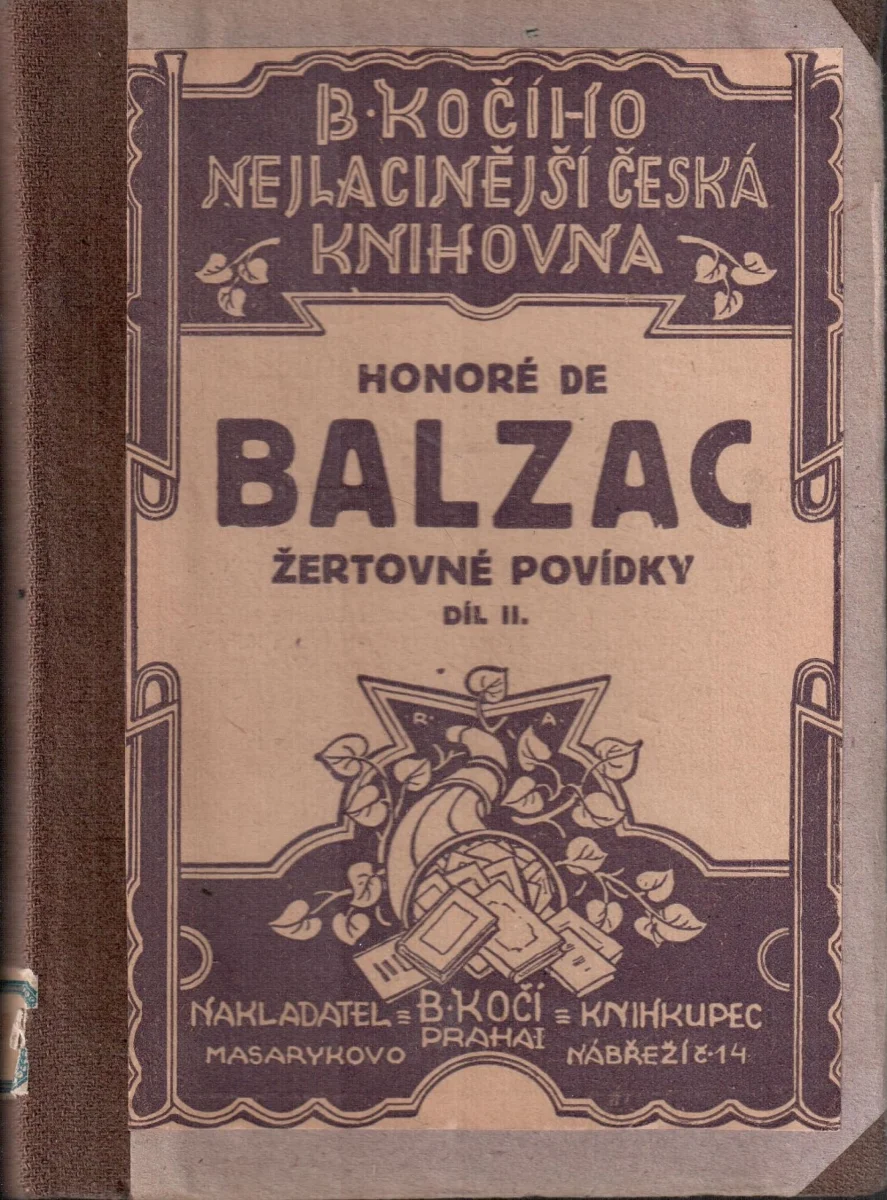 B·KOČÍHO
NEJLACINĚJŠÍ ČESKÁ
KNIHOVNA
HONORÉ DE
BALZAC
ŽERTOVNÉ POVÍDKY
DÍL II.
R. A.
NAKLADATEL = B·KOČÍ = KNIHKUPEC
PRAHA I
MASARYKOVO NÁBŘEŽÍ č·14